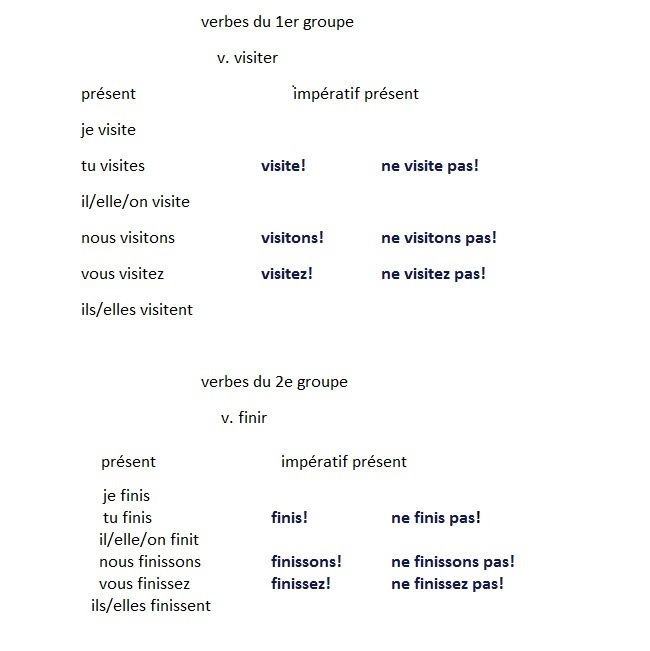 verbes du 1er groupe
v. visiter
présent impératif présent
je visite
tu visites visite! ne visite pas!
il/elle/on visite
nous visitons visitons! ne visitons pas!
vous visitez visitez! ne visitez pas!
ils/elles visitent
verbes du 2e groupe
v. finir
présent impératif présent
je finis
tu finis finis! ne finis pas!
il/elle/on finit
nous finissons finissons! ne finissons pas!
vous finissez finissez! ne finissez pas!
ils/elles finissent